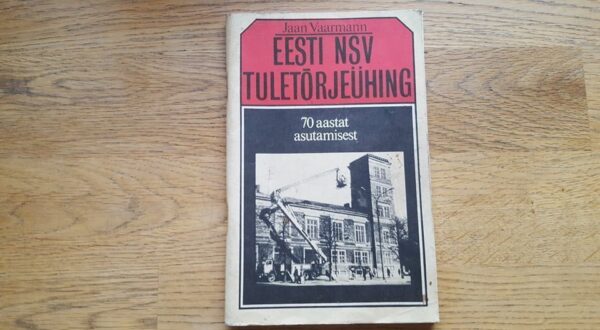 Jaan Vaarmann
EESTI NSV
TULETÕRJEÜHING
70 aastat
asutamisest